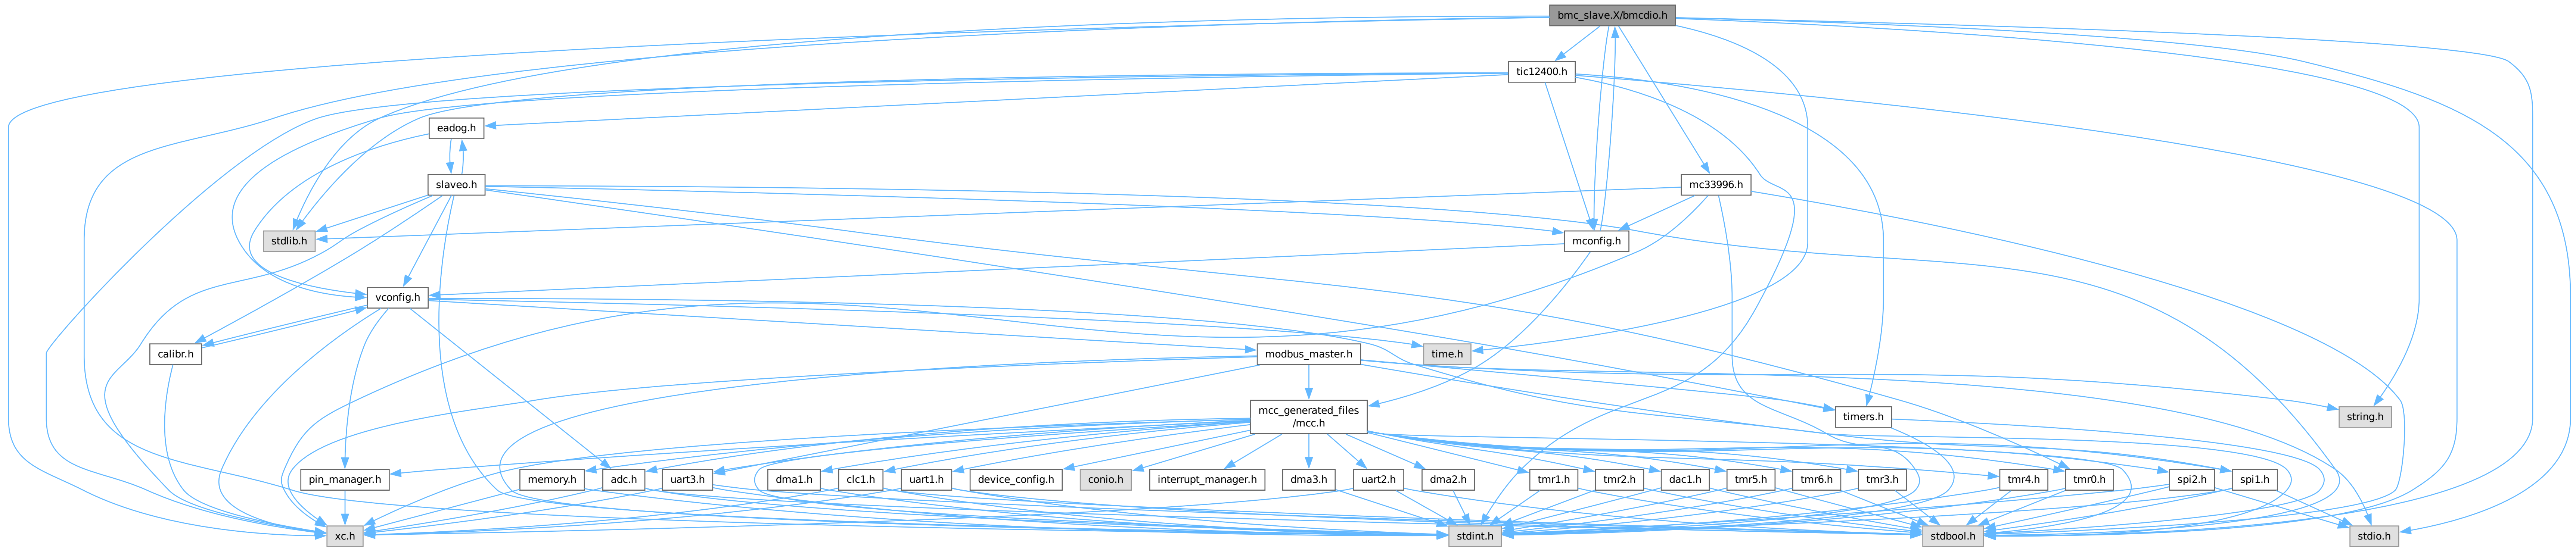 bmc_slave.X/bmcdio.h
tic12400.h
eadog.h
slaveo.h
mc33996.h
stdlib.h
mconfig.h
vconfig.h
calibr.h
modbus_master.h
time.h
mcc_generated_files
/mcc.h
timers.h
string.h
pin_manager.h
memory.h
adc.h
uart3.h
dma1.h
clc1.h
uart1.h
device_config.h
conio.h
interrupt_manager.h
dma3.h
uart2.h
dma2.h
tmr1.h
tmr2.h
dac1.h
tmr5.h
tmr6.h
tmr3.h
tmr4.h
tmr0.h
spi2.h
spi1.h
xc.h
stdint.h
stdbool.h
stdio.h